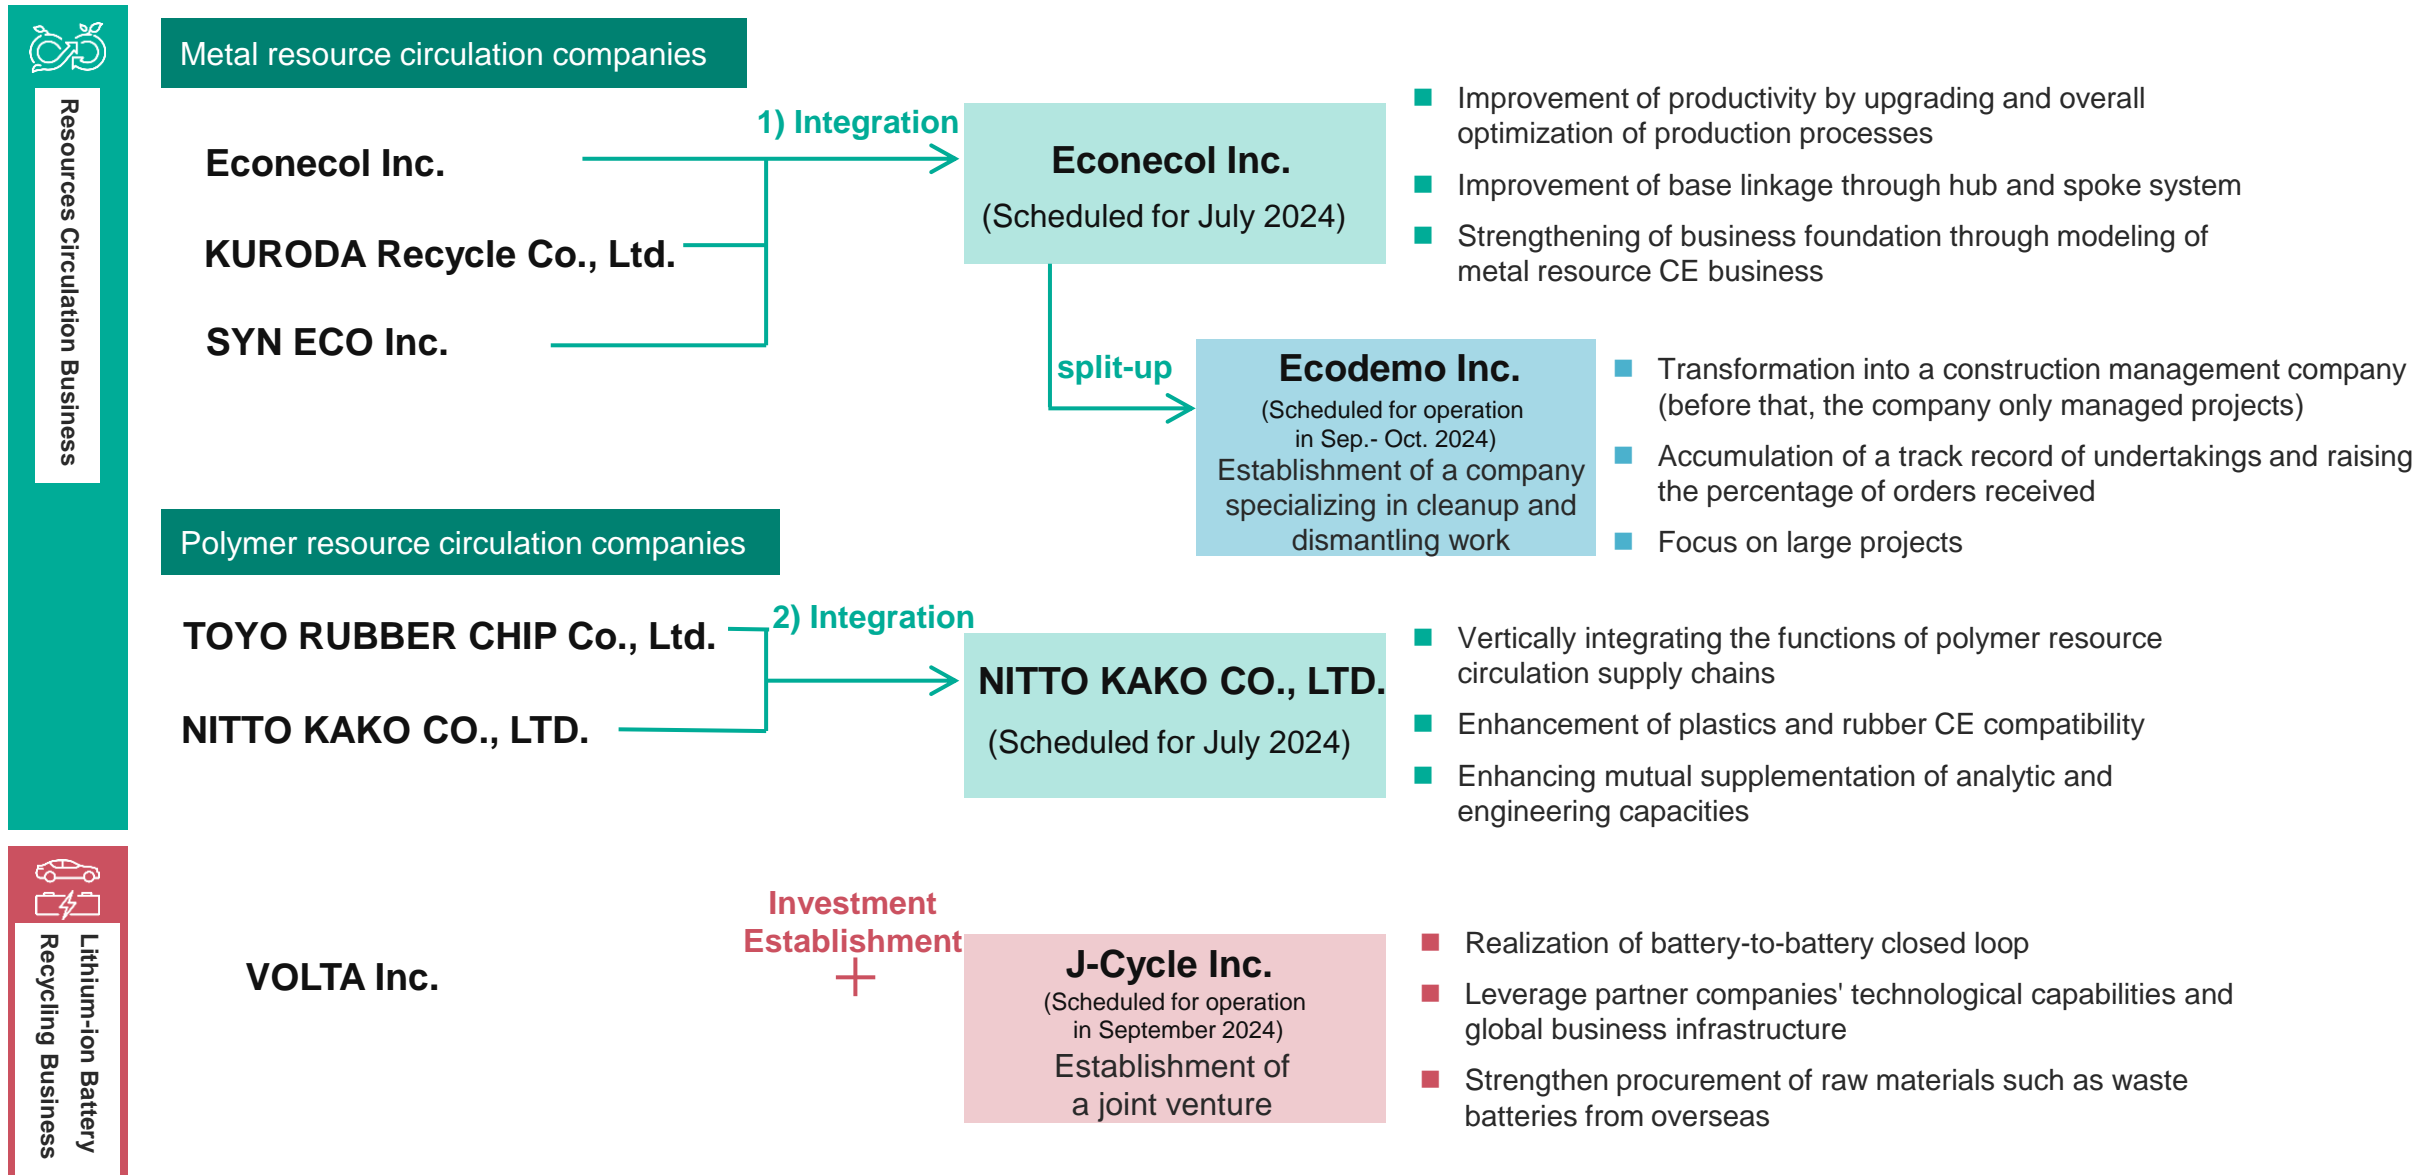 Resources Circulation Business
Metal resource circulation companies
Econecol Inc.
KURODA Recycle Co., Ltd.
SYN ECO Inc.
1) Integration
Econecol Inc.
(Scheduled for July 2024)
Improvement of productivity by upgrading and overall
optimization of production processes
Improvement of base linkage through hub and spoke system
Strengthening of business foundation through modeling of
metal resource CE business
split-up
Ecodemo Inc.
(Scheduled for operation
in Sep.- Oct. 2024)
Establishment of a company
specializing in cleanup and
dismantling work
Transformation into a construction management company
(before that, the company only managed projects)
Accumulation of a track record of undertakings and raising
the percentage of orders received
Focus on large projects
Polymer resource circulation companies
TOYO RUBBER CHIP Co., Ltd.
NITTO KAKO CO., LTD.
2) Integration
NITTO KAKO CO., LTD.
(Scheduled for July 2024)
Vertically integrating the functions of polymer resource
circulation supply chains
Enhancement of plastics and rubber CE compatibility
Enhancing mutual supplementation of analytic and
engineering capacities
Lithium-ion Battery
Recycling Business
VOLTA Inc.
Investment
Establishment
J-Cycle Inc.
(Scheduled for operation
in September 2024)
Establishment of
a joint venture
Realization of battery-to-battery closed loop
Leverage partner companies' technological capabilities and
global business infrastructure
Strengthen procurement of raw materials such as waste
batteries from overseas